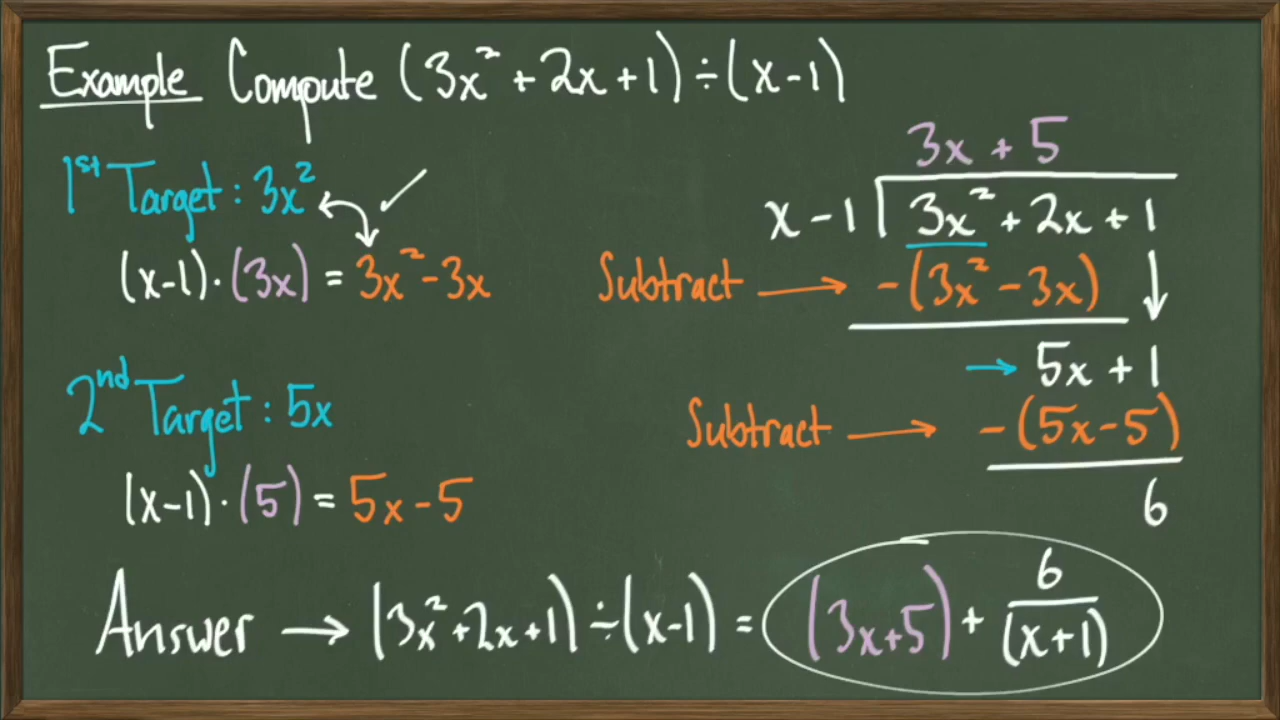 Example Compute (3x² + 2x + 1) ÷ (x - 1)
1st Target: 3x² ✓
(x-1)·(3x) = 3x² - 3x
2nd Target: 5x
(x-1)·(5) = 5x - 5
3x + 5
x - 1 3x² + 2x + 1
Subtract → -(3x² - 3x) ↓
→ 5x + 1
Subtract → -(5x - 5)
6
Answer → (3x² + 2x + 1) ÷ (x - 1) = (3x + 5) + 6/(x + 1)